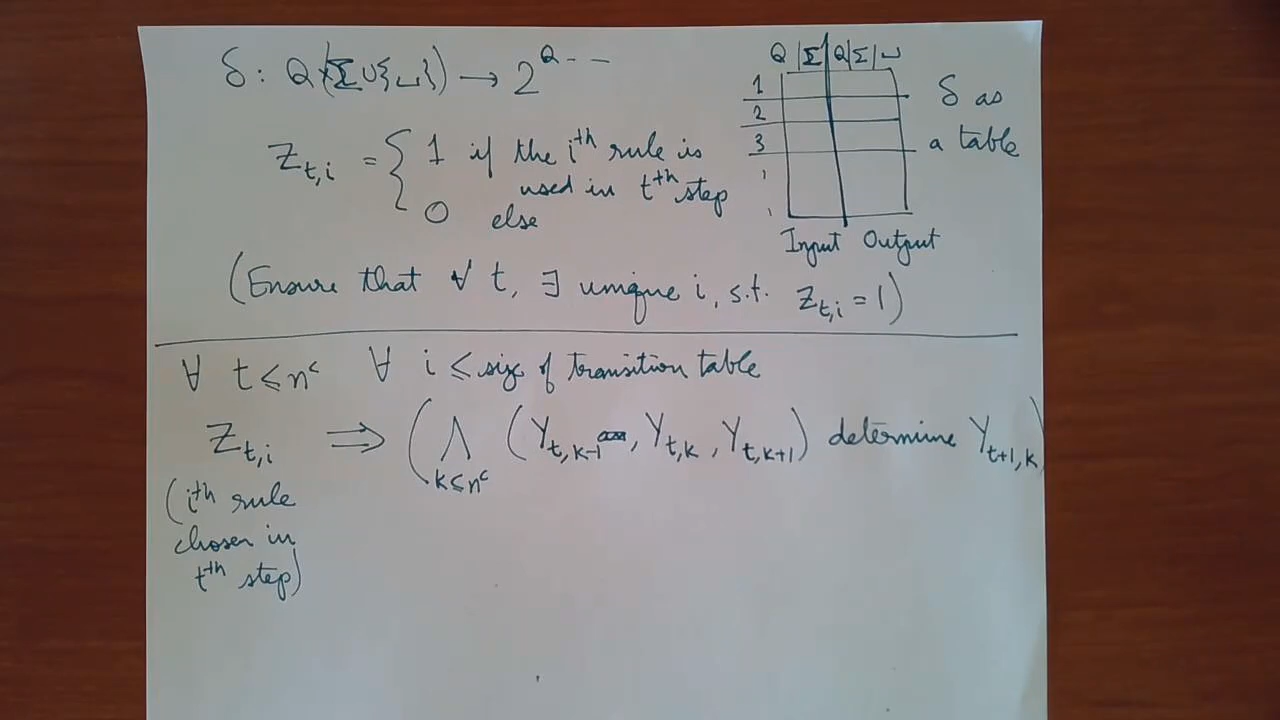 δ : Q × (Σ ∪ {⊔}) → 2^Q - -
Q | Σ | Q | Σ | ⊔
1
2
3
δ as
a table
Input Output
Z_{t,i} = { 1 if the i^th rule is
used in t^th step
0 else
(Ensure that ∀ t, ∃ unique i, s.t. Z_{t,i} = 1)
∀ t ≤ n^c ∀ i ≤ size of transition table
Z_{t,i} ⟹ ( ⋀_{k ≤ n^c} (Y_{t,k-1}, Y_{t,k}, Y_{t,k+1}) determine Y_{t+1,k} )
(i^th rule
chosen in
t^th step)